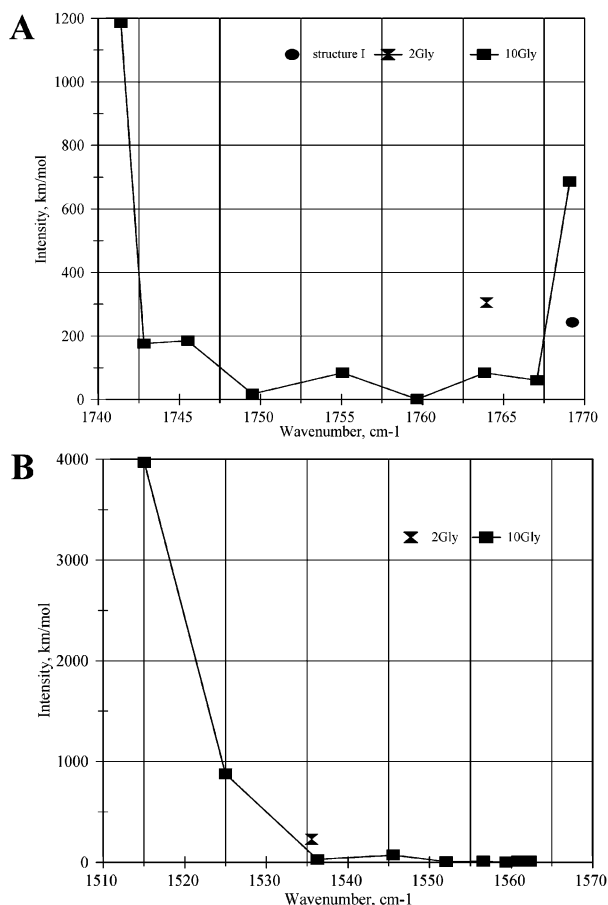 A
1200
1000
800
600
400
200
0
Intensity, km/mol
structure I 2Gly 10Gly
1740 1745 1750 1755 1760 1765 1770
Wavenumber, cm-1
B
4000
3000
2000
1000
0
Intensity, km/mol
2Gly 10Gly
1510 1520 1530 1540 1550 1560 1570
Wavenumber, cm-1